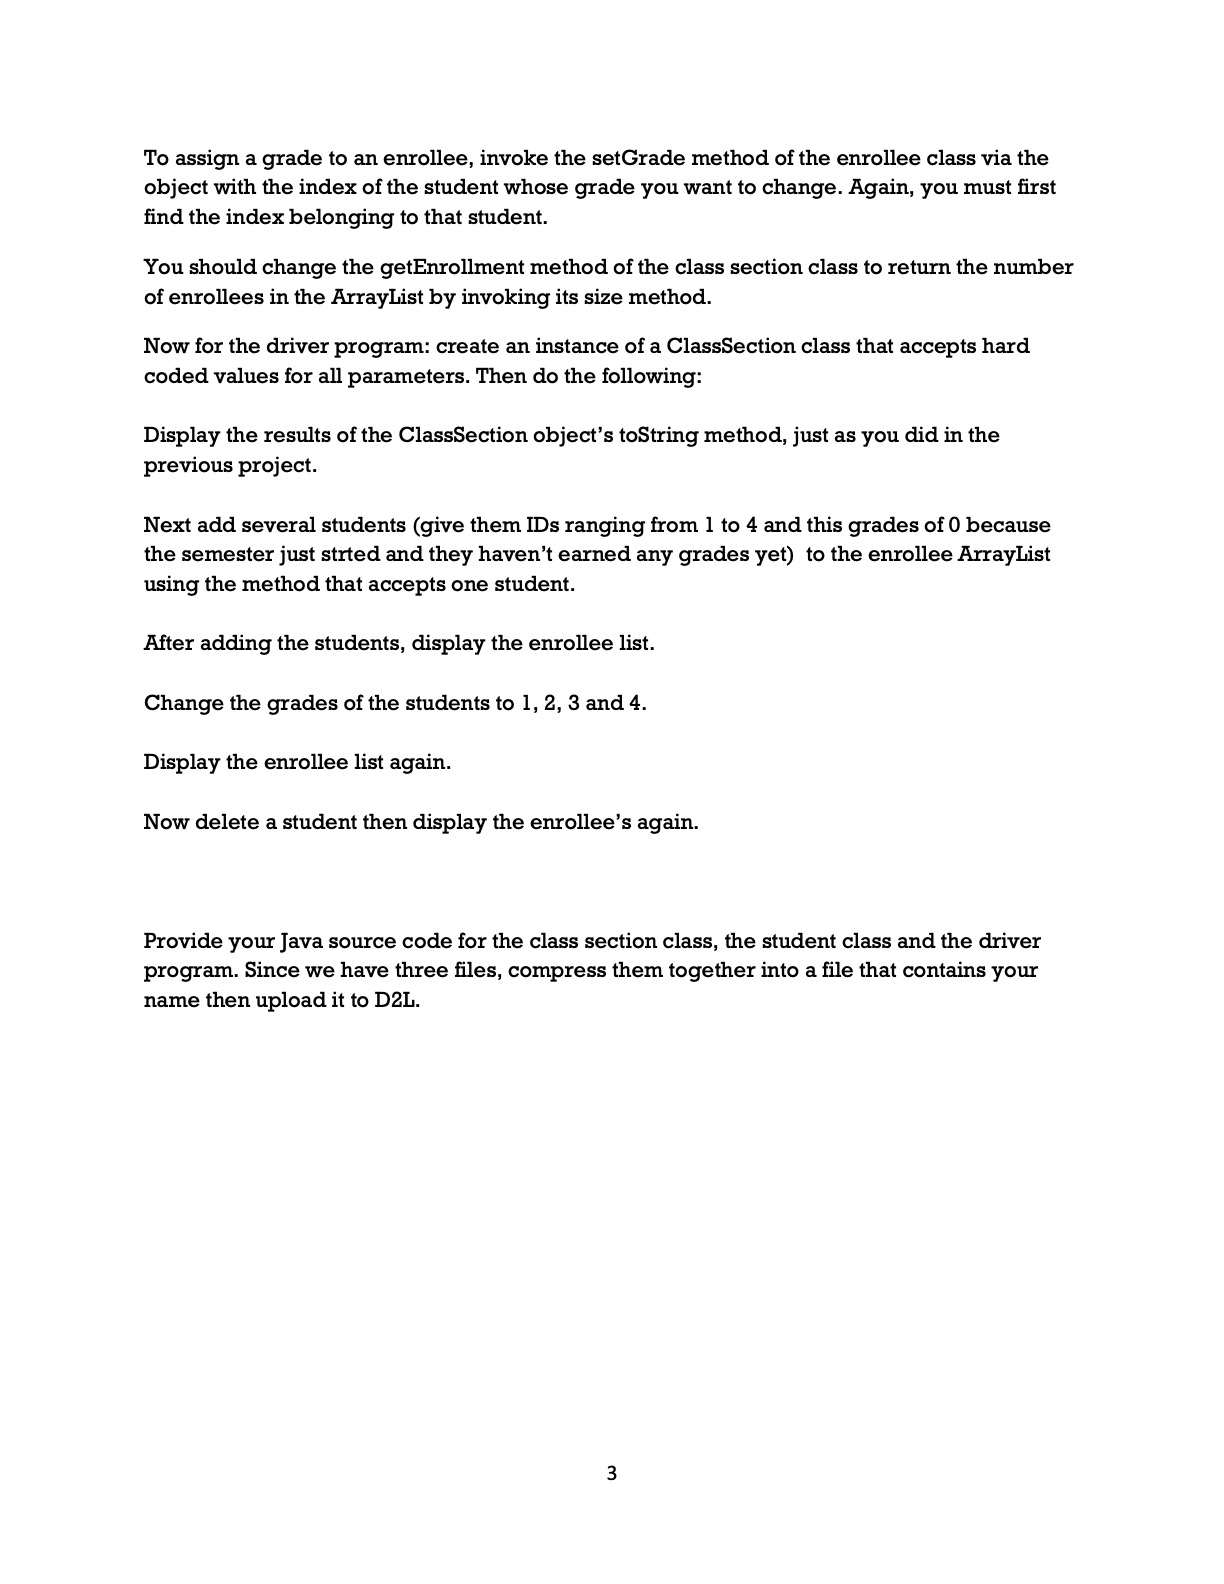 To assign a grade to an enrollee, invoke the setGrade method of the enrollee class via the
object with the index of the student whose grade you want to change. Again, you must first
find the index belonging to that student.
You should change the getEnrollment method of the class section class to return the number
of enrollees in the ArrayList by invoking its size method.
Now for the driver program: create an instance of a ClassSection class that accepts hard
coded values for all parameters. Then do the following:
Display the results of the ClassSection object’s toString method, just as you did in the
previous project.
Next add several students (give them IDs ranging from 1 to 4 and this grades of 0 because
the semester just strted and they haven’t earned any grades yet)  to the enrollee ArrayList
using the method that accepts one student.
After adding the students, display the enrollee list.
Change the grades of the students to 1, 2, 3 and 4.
Display the enrollee list again.
Now delete a student then display the enrollee’s again.
Provide your Java source code for the class section class, the student class and the driver
program. Since we have three files, compress them together into a file that contains your
name then upload it to D2L.
3